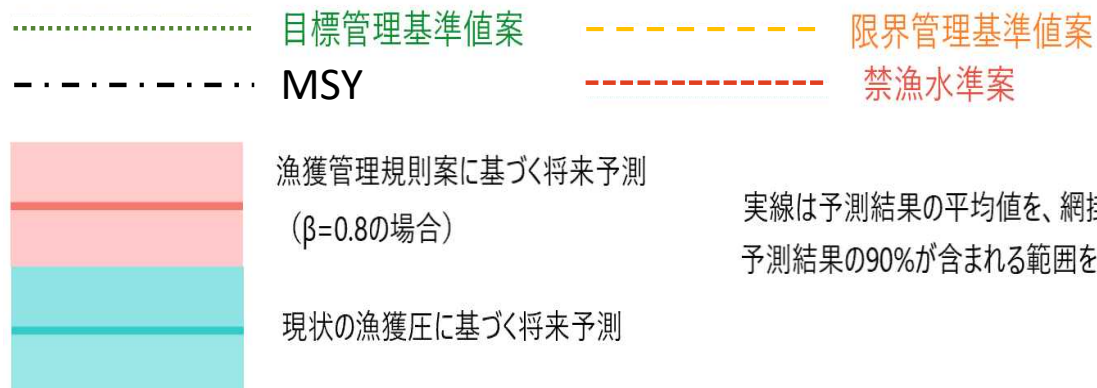 目標管理基準値案
限界管理基準値案
MSY
禁漁水準案
漁獲管理規則案に基づく将来予測
（β=0.8の場合）
実線は予測結果の平均値を、網掛
予測結果の90%が含まれる範囲を
現状の漁獲圧に基づく将来予測